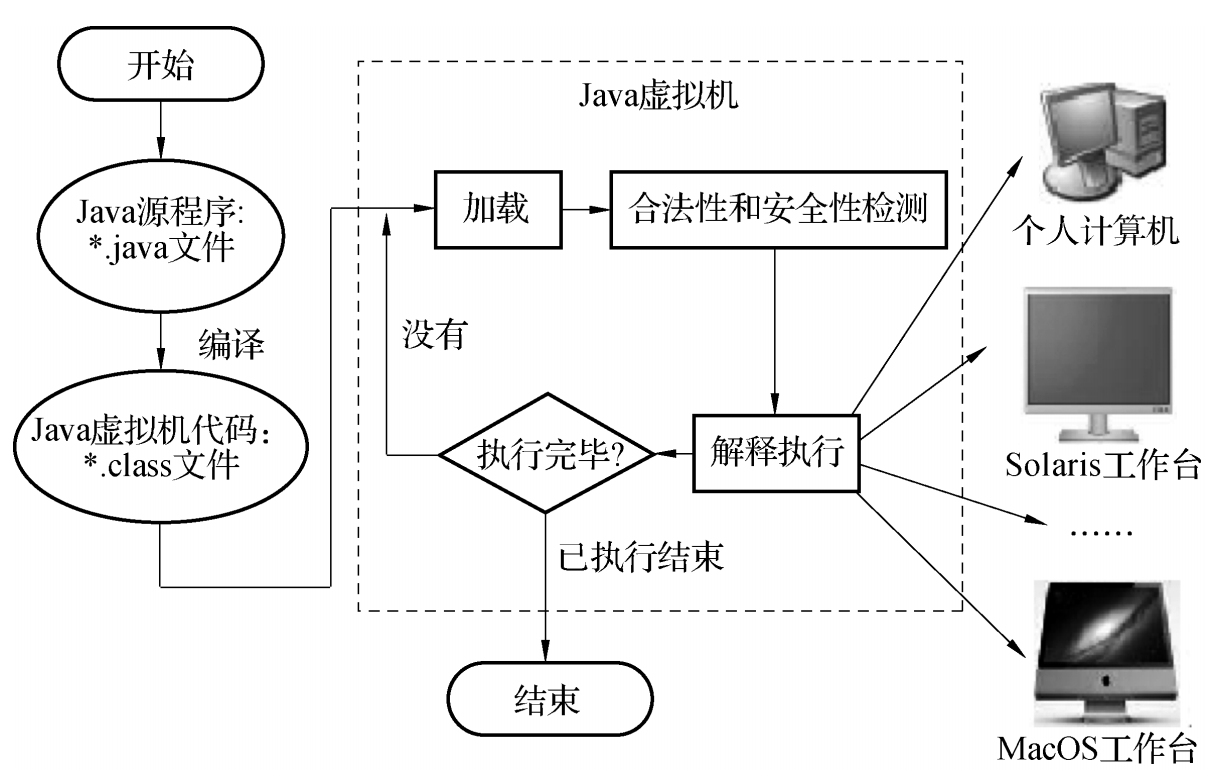 开始
Java源程序:
*.java文件
编译
Java虚拟机代码：
*.class文件
Java虚拟机
加载
合法性和安全性检测
没有
执行完毕?
解释执行
已执行结束
结束
个人计算机
Solaris工作台
……
MacOS工作台